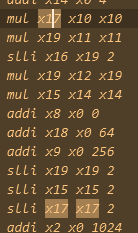 addi x14 x0 4
mul x17 x10 x10
mul x19 x11 x11
slli x16 x19 2
mul x19 x12 x19
mul x15 x14 x14
addi x8 x0 0
addi x18 x0 64
addi x9 x0 256
slli x19 x19 2
slli x15 x15 2
slli x17 x17 2
addi x2 x0 1024